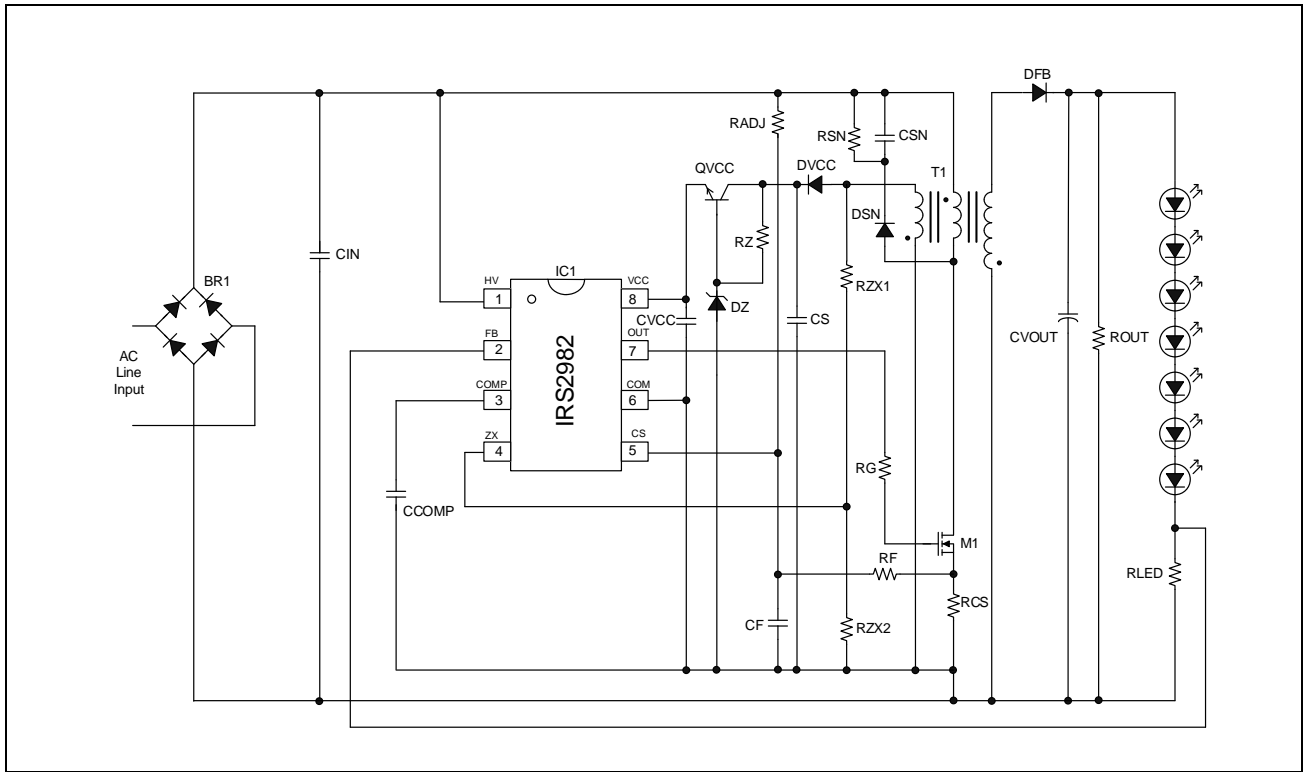 DFB
RADJ
RSN
CSN
QVCC
DVCC
T1
DSN
RZ
CIN
IC1
BR1
HV
1
VCC
8
RZX1
DZ
CVCC
CS
FB
2
OUT
7
CVOUT
ROUT
AC
Line
Input
COMP
3
COM
6
IRS2982
ZX
4
CS
5
RG
CCOMP
M1
RF
RLED
RCS
CF
RZX2